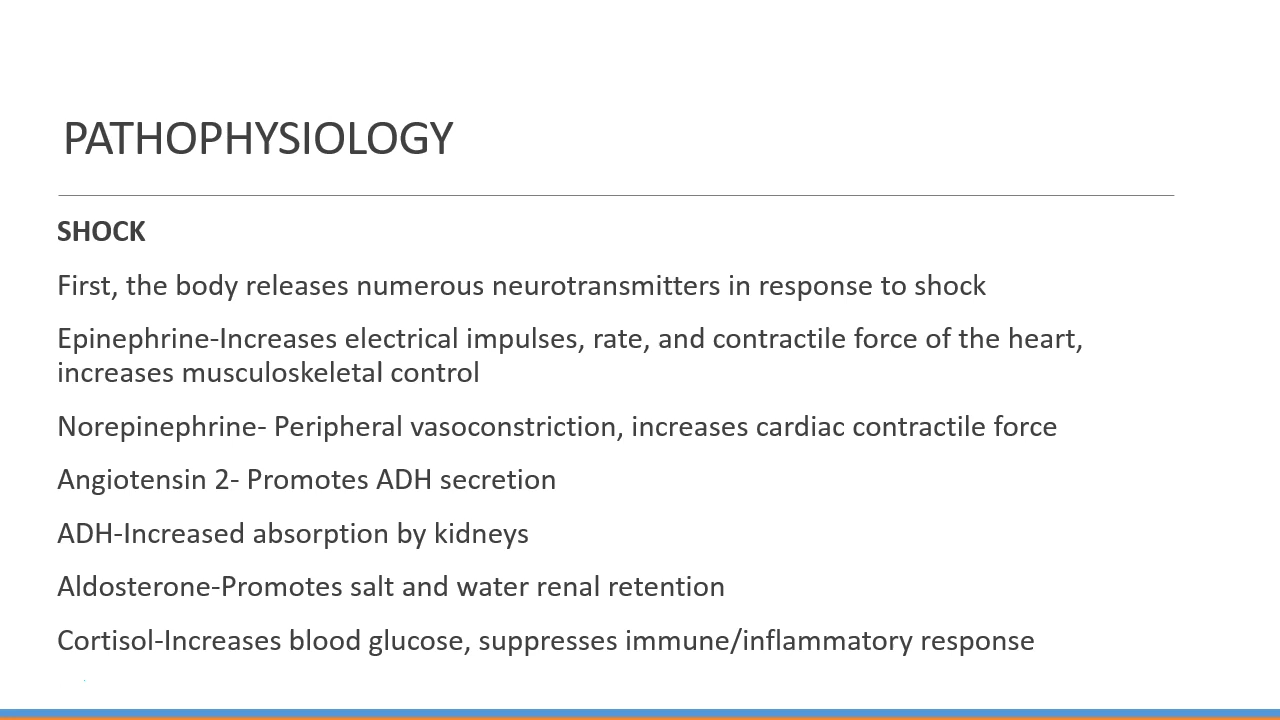 PATHOPHYSIOLOGY
SHOCK
First, the body releases numerous neurotransmitters in response to shock
Epinephrine-Increases electrical impulses, rate, and contractile force of the heart,
increases musculoskeletal control
Norepinephrine- Peripheral vasoconstriction, increases cardiac contractile force
Angiotensin 2- Promotes ADH secretion
ADH-Increased absorption by kidneys
Aldosterone-Promotes salt and water renal retention
Cortisol-Increases blood glucose, suppresses immune/inflammatory response